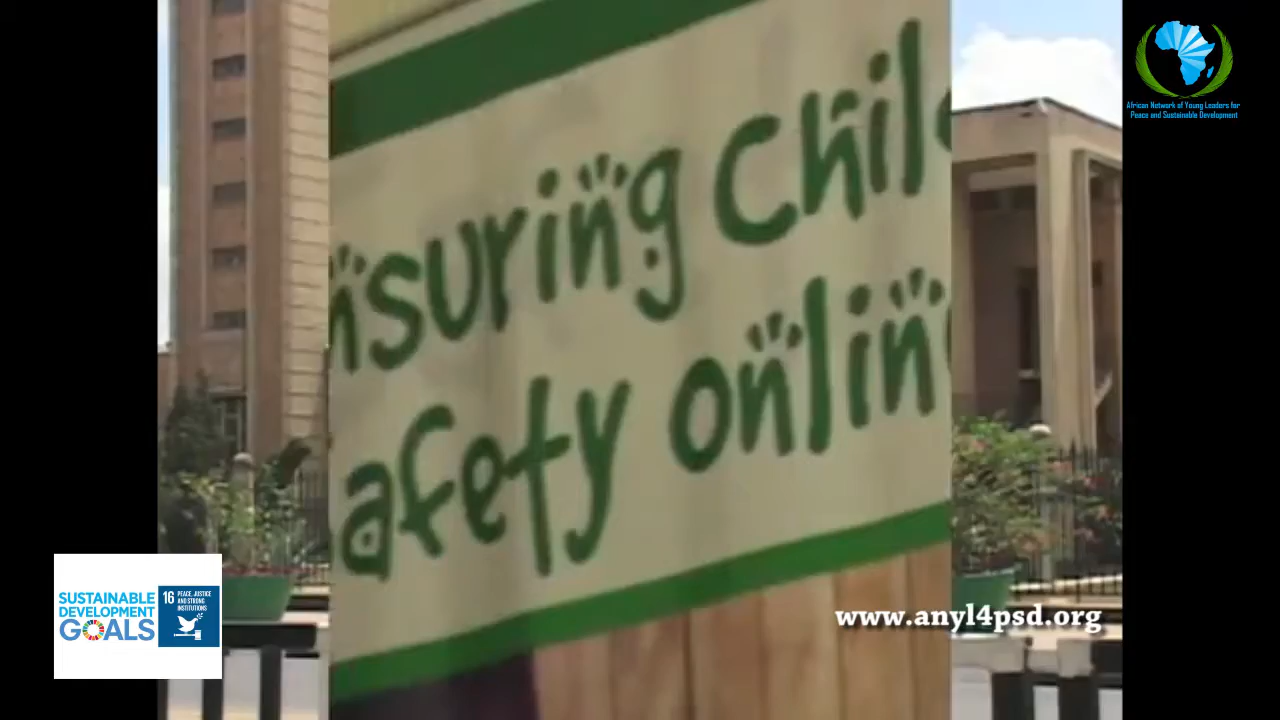 African Network of Young Leaders for
Peace and Sustainable Development
nsuring Chil
afety onlin
SUSTAINABLE
DEVELOPMENT
GOALS
16 PEACE, JUSTICE
AND STRONG
INSTITUTIONS
www.anyl4psd.org